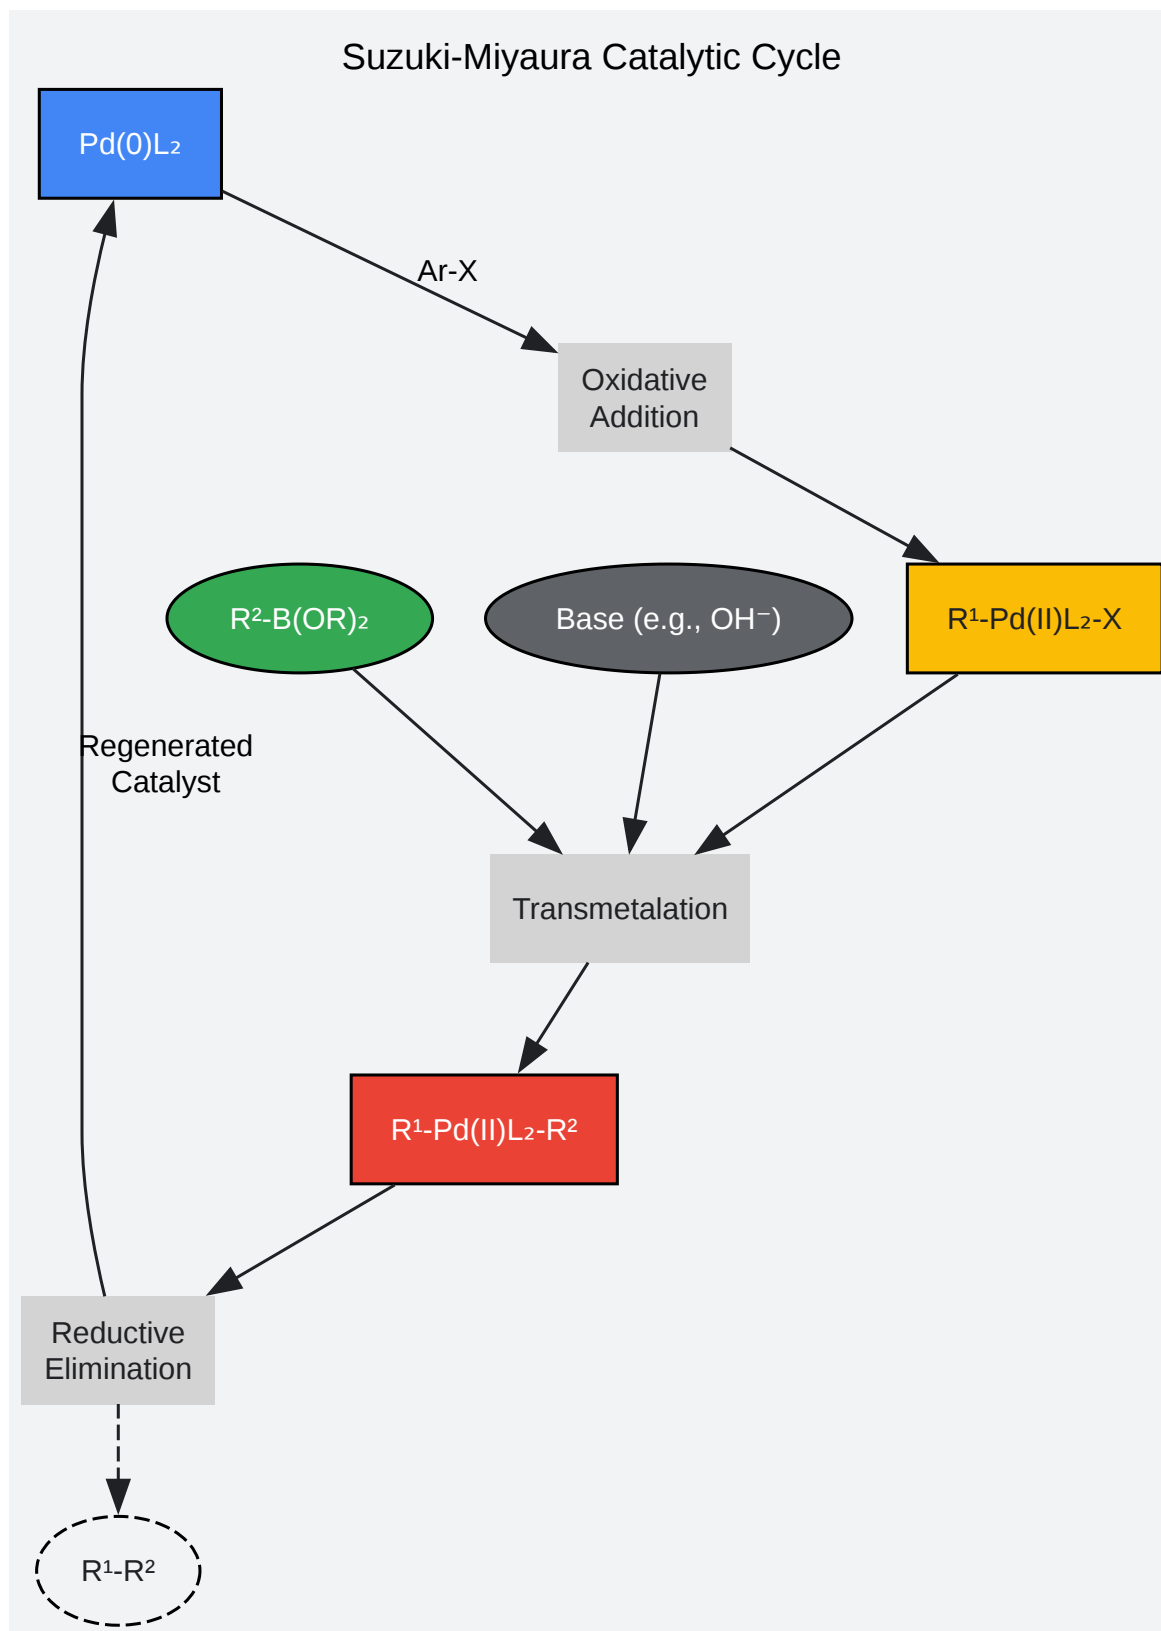 Suzuki-Miyaura Catalytic Cycle
Pd(0)L₂
Ar-X
Oxidative
Addition
R²-B(OR)₂
Base (e.g., OH⁻)
R¹-Pd(II)L₂-X
Regenerated
Catalyst
Transmetalation
R¹-Pd(II)L₂-R²
Reductive
Elimination
R¹-R²